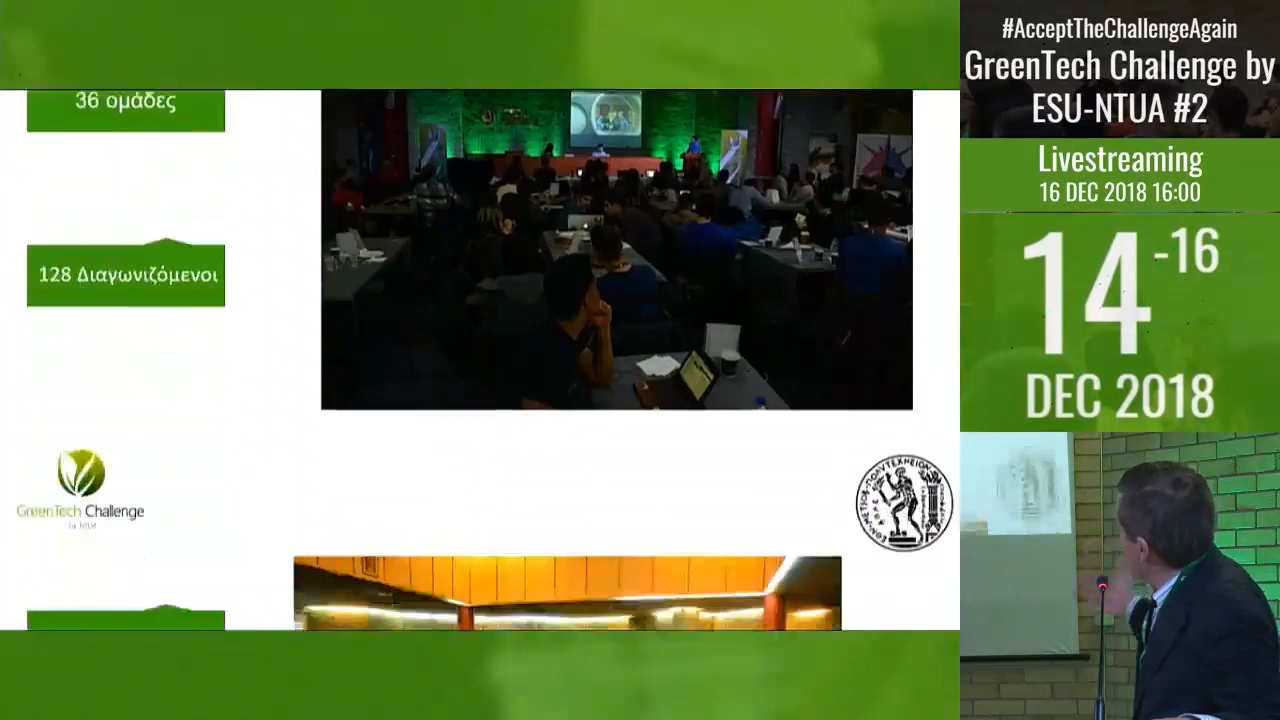 36 ομάδες
128 Διαγωνιζόμενοι
GreenTech Challenge
#AcceptTheChallengeAgain
GreenTech Challenge by
ESU-NTUA #2
Livestreaming
16 DEC 2018 16:00
14-16
DEC 2018